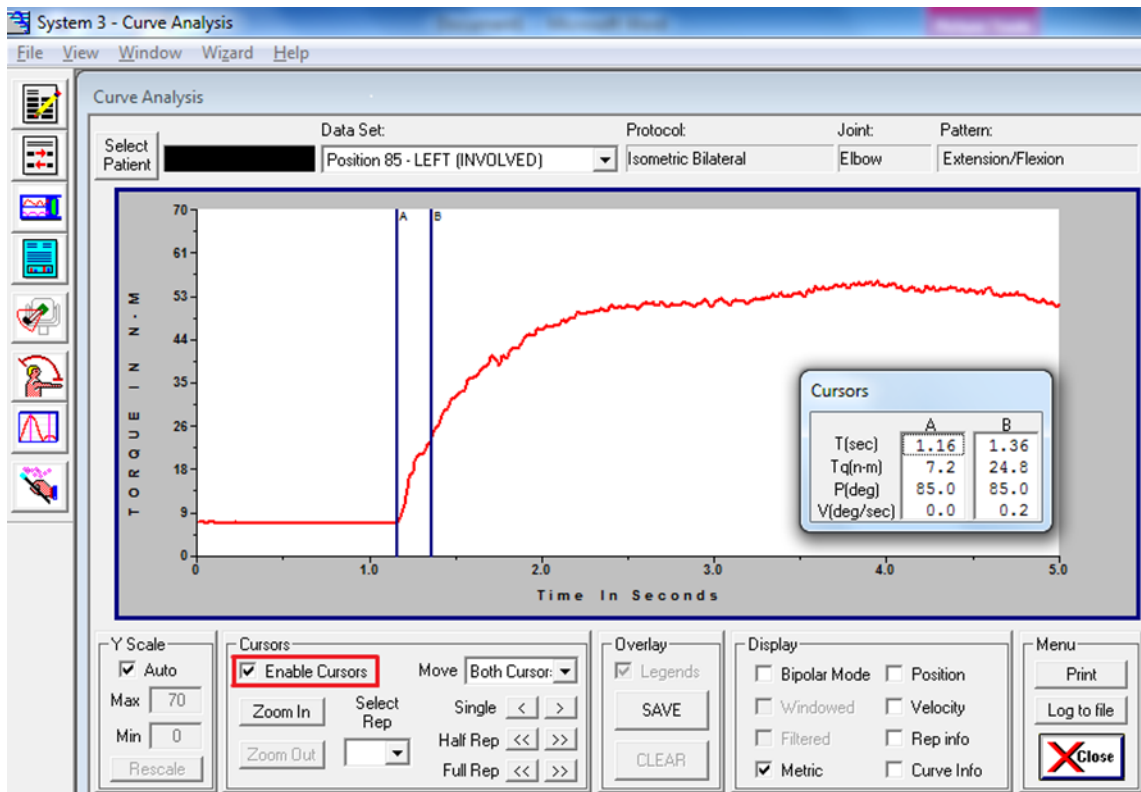 System 3 - Curve Analysis
File View Window Wizard Help
Curve Analysis
Select Patient
Data Set:
Position 85 - LEFT (INVOLVED)
Protocol:
Isometric Bilateral
Joint:
Elbow
Pattern:
Extension/Flexion
TORQUE IN N-M
70
61
53
44
35
26
18
9
0
A B
0 1.0 2.0 3.0 4.0 5.0
Time In Seconds
Cursors
A B
T(sec) 1.16 1.36
Tq(n-m) 7.2 24.8
P(deg) 85.0 85.0
V(deg/sec) 0.0 0.2
Y Scale
Auto
Max 70
Min 0
Rescale
Cursors
Enable Cursors
Move Both Cursor:
Zoom In
Zoom Out
Select Rep
Single < >
Half Rep << >>
Full Rep << >>
Overlay
Legends
SAVE
CLEAR
Display
Bipolar Mode Position
Windowed Velocity
Filtered Rep info
Metric Curve Info
Menu
Print
Log to file
Close